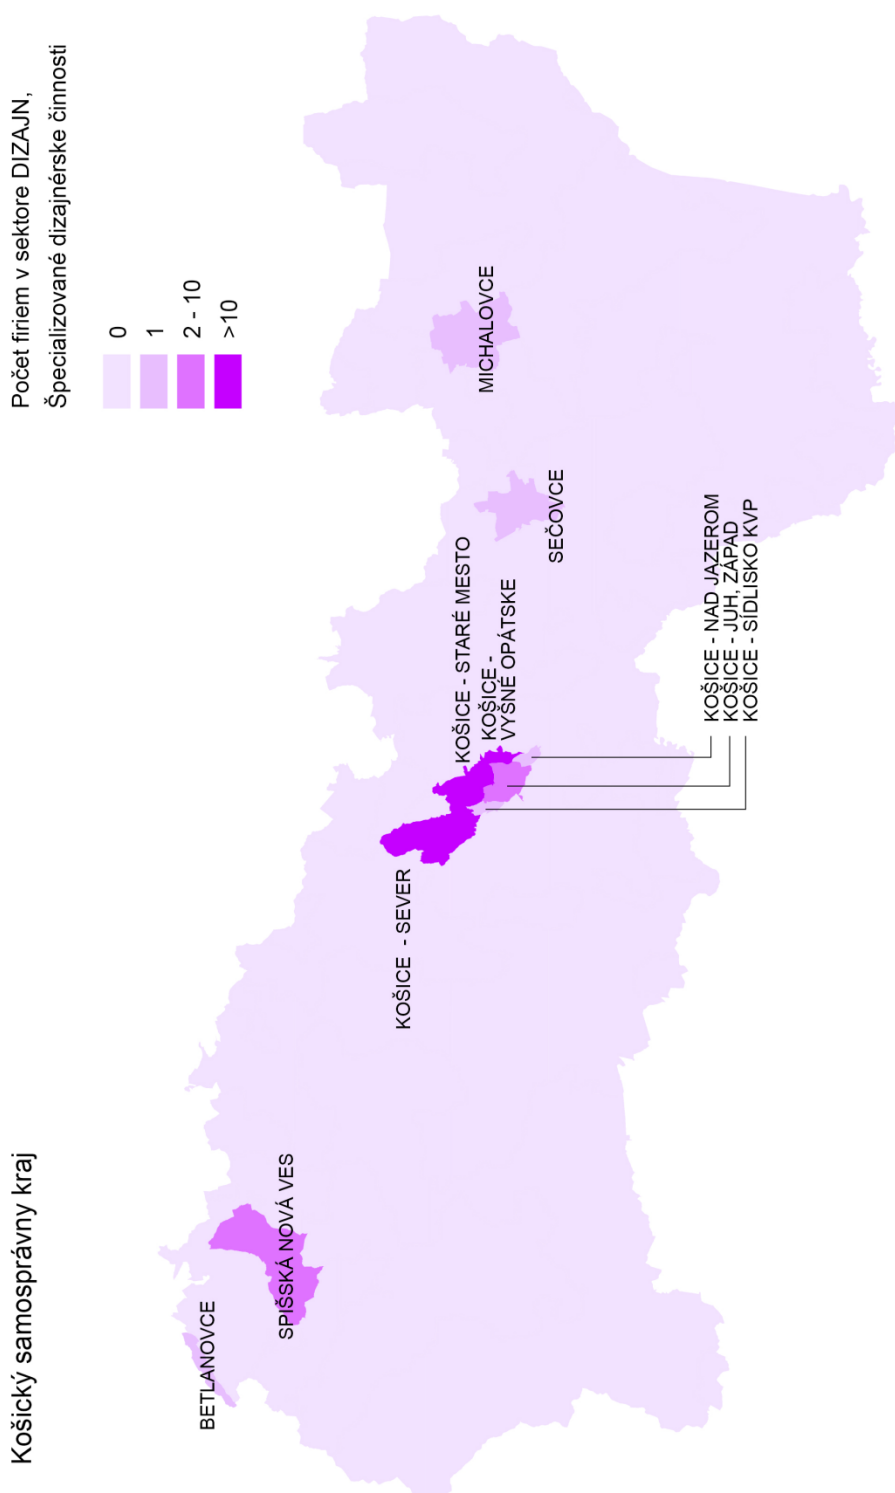 Košický samosprávny kraj
Počet firiem v sektore DIZAJN,
Špecializované dizajnérske činnosti
0
1
2 - 10
>10
BETLANOVCE
SPIŠSKÁ NOVÁ VES
KOŠICE - SEVER
KOŠICE - STARÉ MESTO
KOŠICE -
VYŠNÉ OPÁTSKE
SEČOVCE
MICHALOVCE
KOŠICE - NAD JAZEROM
KOŠICE - JUH, ZÁPAD
KOŠICE - SÍDLISKO KVP